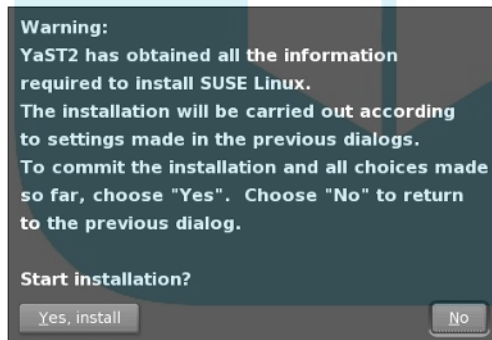 Warning:
YaST2 has obtained all the information
required to install SUSE Linux.
The installation will be carried out according
to settings made in the previous dialogs.
To commit the installation and all choices made
so far, choose "Yes".  Choose "No" to return
to the previous dialog.
Start installation?
Yes, install
No